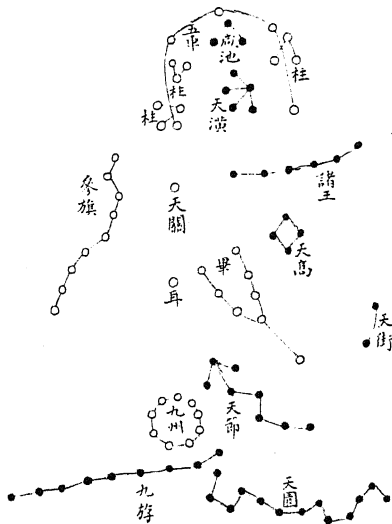 五車
咸池
柱
柱
柱
天潢
諸王
參旗
天關
天高
畢
耳
天街
九州
天節
九斿
天園